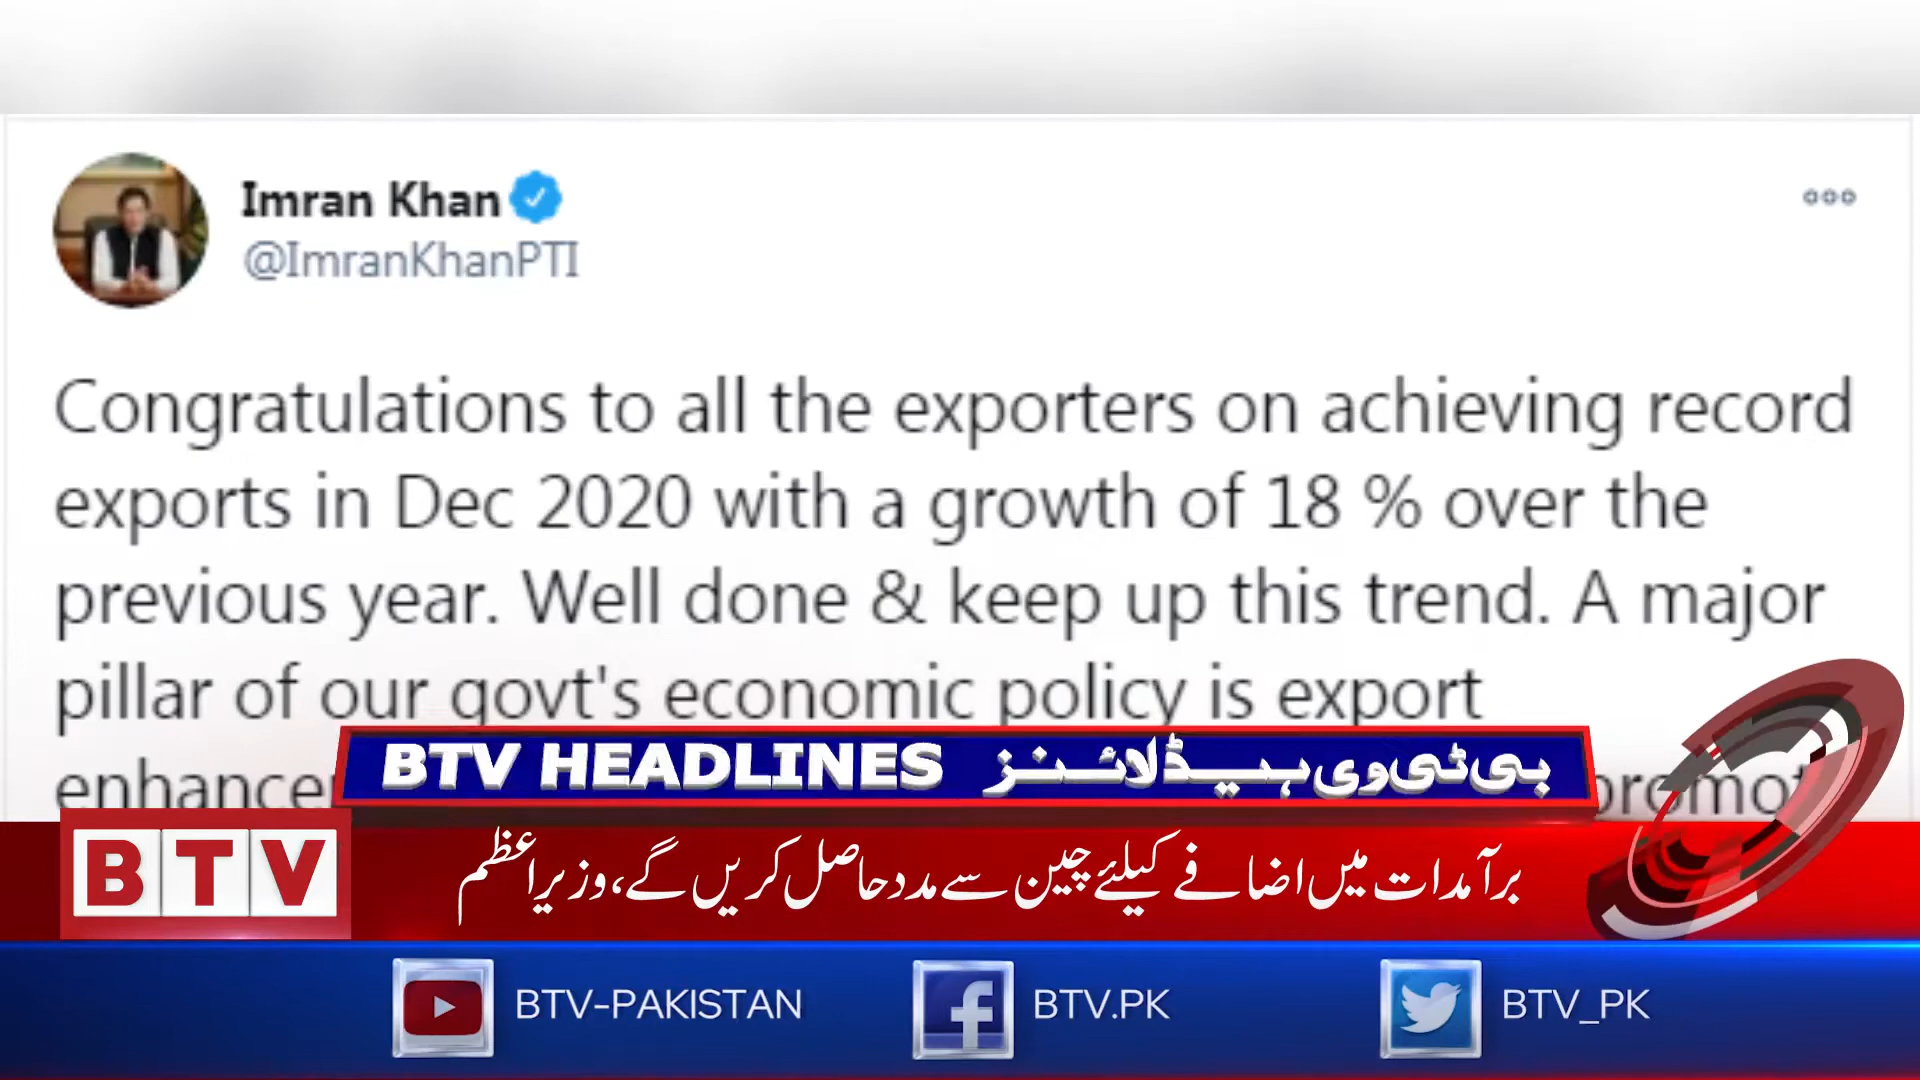 Imran Khan
@ImranKhanPTI
Congratulations to all the exporters on achieving record
exports in Dec 2020 with a growth of 18 % over the
previous year. Well done & keep up this trend. A major
pillar of our govt's economic policy is export
BTV HEADLINES بی ٹی وی ہیڈلائنز
برآمدات میں اضافے کیلئے چین سے مدد حاصل کریں گے، وزیراعظم
BTV
BTV-PAKISTAN
BTV.PK
BTV_PK